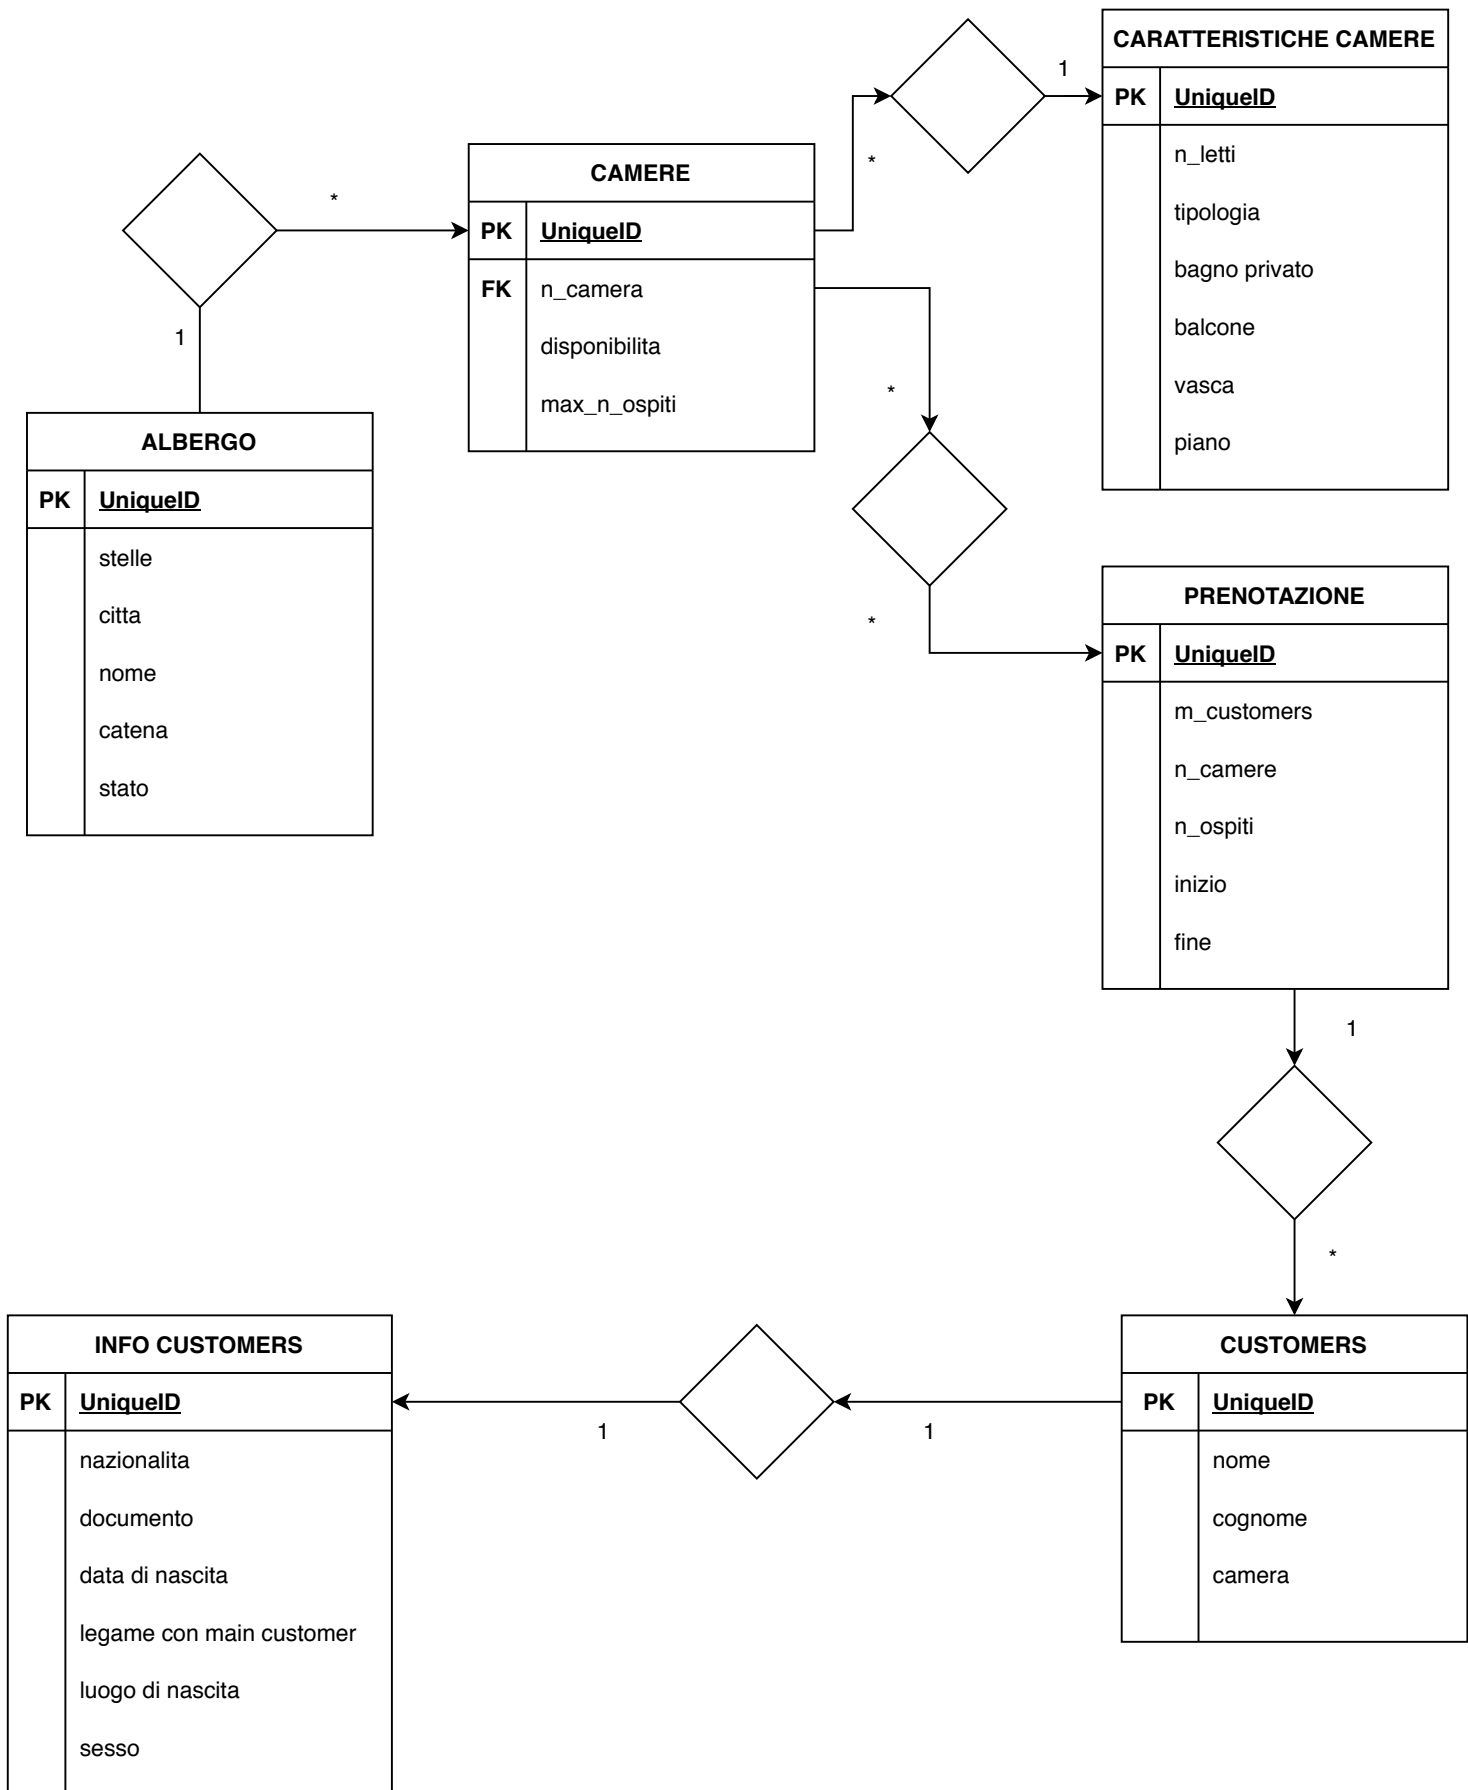 CARATTERISTICHE CAMERE
PK UniqueID
n_letti
tipologia
bagno privato
balcone
vasca
piano
1
*
CAMERE
PK UniqueID
FK n_camera
disponibilita
max_n_ospiti
*
1
ALBERGO
PK UniqueID
stelle
citta
nome
catena
stato
*
*
PRENOTAZIONE
PK UniqueID
m_customers
n_camere
n_ospiti
inizio
fine
1
*
CUSTOMERS
PK UniqueID
nome
cognome
camera
1
1
INFO CUSTOMERS
PK UniqueID
nazionalita
documento
data di nascita
legame con main customer
luogo di nascita
sesso